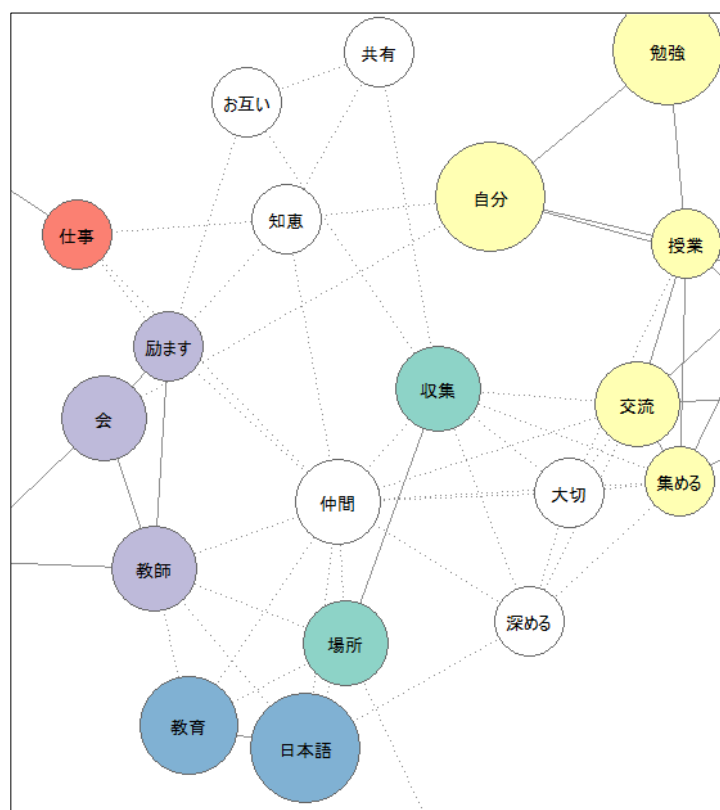 共有
勉強
お互い
自分
知恵
仕事
授業
励ます
収集
会
交流
集める
大切
仲間
教師
深める
場所
教育
日本語